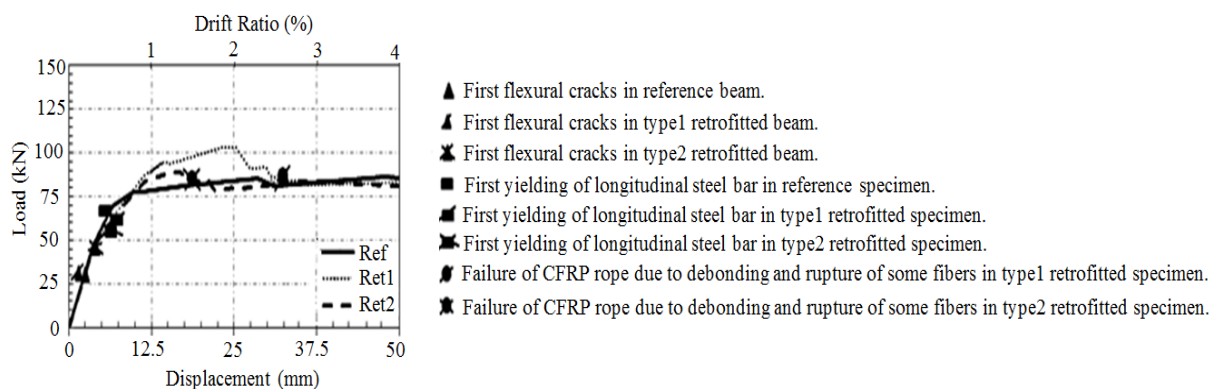 Drift Ratio (%)
1 2 3 4
150
125
100
75
50
25
0
Load (kN)
Ref
Ret1
Ret2
0 12.5 25 37.5 50
Displacement (mm)
First flexural cracks in reference beam.
First flexural cracks in type1 retrofitted beam.
First flexural cracks in type2 retrofitted beam.
First yielding of longitudinal steel bar in reference specimen.
First yielding of longitudinal steel bar in type1 retrofitted specimen.
First yielding of longitudinal steel bar in type2 retrofitted specimen.
Failure of CFRP rope due to debonding and rupture of some fibers in type1 retrofitted specimen.
Failure of CFRP rope due to debonding and rupture of some fibers in type2 retrofitted specimen.